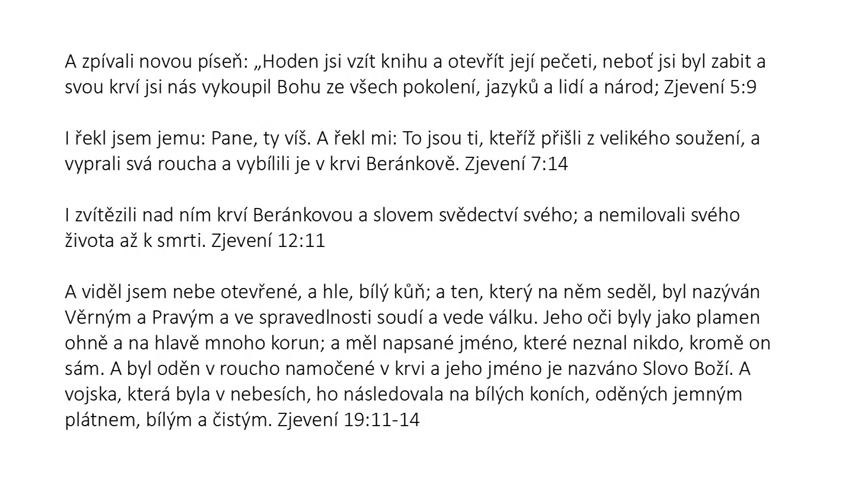 A zpívali novou píseň: „Hoden jsi vzít knihu a otevřít její pečeti, neboť jsi byl zabit a
svou krví jsi nás vykoupil Bohu ze všech pokolení, jazyků a lidí a národ; Zjevení 5:9
I řekl jsem jemu: Pane, ty víš. A řekl mi: To jsou ti, kteříž přišli z velikého soužení, a
vyprali svá roucha a vybílili je v krvi Beránkově. Zjevení 7:14
I zvítězili nad ním krví Beránkovou a slovem svědectví svého; a nemilovali svého
života až k smrti. Zjevení 12:11
A viděl jsem nebe otevřené, a hle, bílý kůň; a ten, který na něm seděl, byl nazýván
Věrným a Pravým a ve spravedlnosti soudí a vede válku. Jeho oči byly jako plamen
ohně a na hlavě mnoho korun; a měl napsané jméno, které neznal nikdo, kromě on
sám. A byl oděn v roucho namočené v krvi a jeho jméno je nazváno Slovo Boží. A
vojska, která byla v nebesích, ho následovala na bílých koních, oděných jemným
plátnem, bílým a čistým. Zjevení 19:11-14